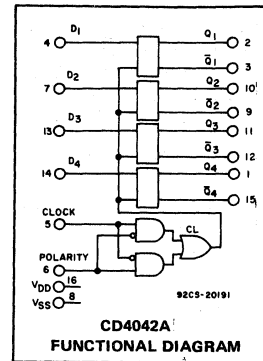 D1 Q1
4 2
Q̅1
3
D2 Q2
7 10
Q̅2
9
D3 Q3
13 11
Q̅3
12
D4 Q4
14 1
Q̅4
15
CLOCK
5 CL
POLARITY
6
VDD 16
VSS 8
92CS-20191
CD4042A
FUNCTIONAL DIAGRAM